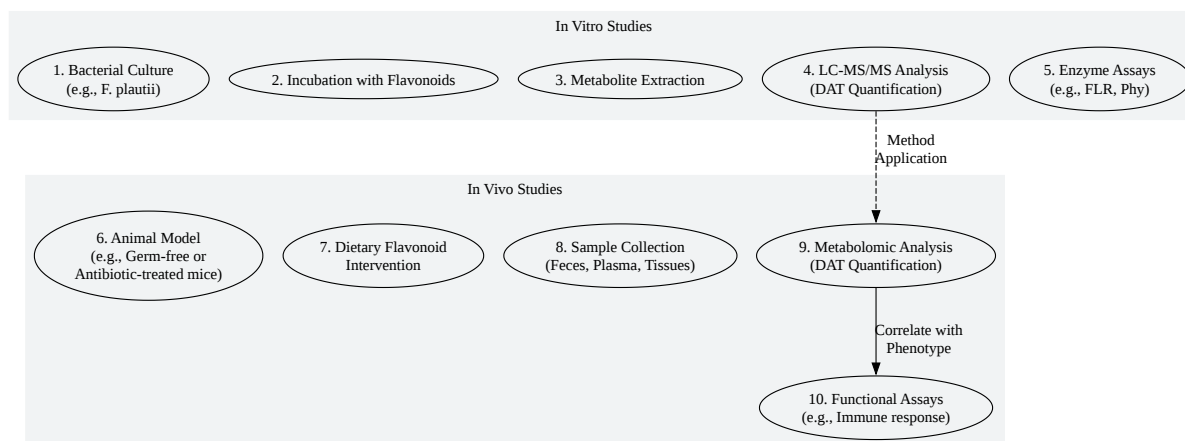 In Vitro Studies
1. Bacterial Culture
(e.g., F. plautii)
2. Incubation with Flavonoids
3. Metabolite Extraction
4. LC-MS/MS Analysis
(DAT Quantification)
5. Enzyme Assays
(e.g., FLR, Phy)
Method
Application
In Vivo Studies
6. Animal Model
(e.g., Germ-free or
Antibiotic-treated mice)
7. Dietary Flavonoid
Intervention
8. Sample Collection
(Feces, Plasma, Tissues)
9. Metabolomic Analysis
(DAT Quantification)
Correlate with
Phenotype
10. Functional Assays
(e.g., Immune response)